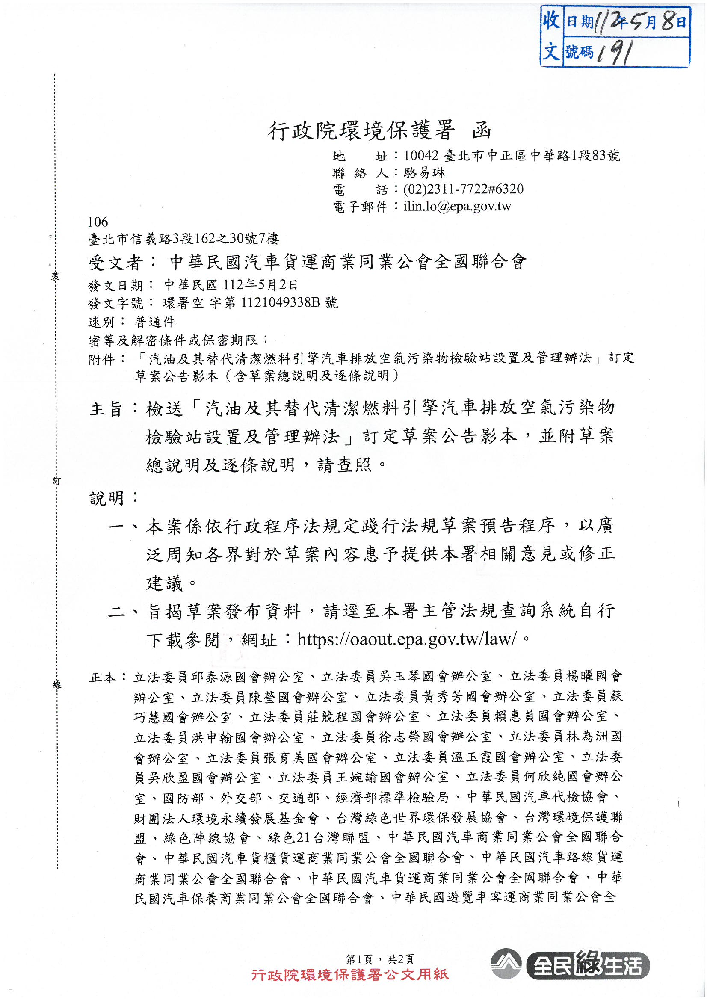 收文 日期112年5月8日
號碼191
行政院環境保護署 函
地 址：10042 臺北市中正區中華路1段83號
聯 絡 人：駱易琳
電 話：(02)2311-7722#6320
電子郵件：ilin.lo@epa.gov.tw
106
臺北市信義路3段162之30號7樓
受文者： 中華民國汽車貨運商業同業公會全國聯合會
發文日期： 中華民國 112年5月2日
發文字號： 環署空 字第 1121049338B 號
速別： 普通件
密等及解密條件或保密期限：
附件： 「汽油及其替代清潔燃料引擎汽車排放空氣污染物檢驗站設置及管理辦法」訂定
草案公告影本（含草案總說明及逐條說明）
主旨：檢送「汽油及其替代清潔燃料引擎汽車排放空氣污染物
檢驗站設置及管理辦法」訂定草案公告影本，並附草案
總說明及逐條說明，請查照。
說明：
一、本案係依行政程序法規定踐行法規草案預告程序，以廣
泛周知各界對於草案內容惠予提供本署相關意見或修正
建議。
二、旨揭草案發布資料，請逕至本署主管法規查詢系統自行
下載參閱，網址：https://oaout.epa.gov.tw/law/。
正本：立法委員邱泰源國會辦公室、立法委員吳玉琴國會辦公室、立法委員楊曜國會
辦公室、立法委員陳瑩國會辦公室、立法委員黃秀芳國會辦公室、立法委員蘇
巧慧國會辦公室、立法委員莊競程國會辦公室、立法委員賴惠員國會辦公室、
立法委員洪申翰國會辦公室、立法委員徐志榮國會辦公室、立法委員林為洲國
會辦公室、立法委員張育美國會辦公室、立法委員溫玉霞國會辦公室、立法委
員吳欣盈國會辦公室、立法委員王婉諭國會辦公室、立法委員何欣純國會辦公
室、國防部、外交部、交通部、經濟部標準檢驗局、中華民國汽車代檢協會、
財團法人環境永續發展基金會、台灣綠色世界環保發展協會、台灣環境保護聯
盟、綠色陣線協會、綠色21台灣聯盟、中華民國汽車商業同業公會全國聯合
會、中華民國汽車貨櫃貨運商業同業公會全國聯合會、中華民國汽車路線貨運
商業同業公會全國聯合會、中華民國汽車貨運商業同業公會全國聯合會、中華
民國汽車保養商業同業公會全國聯合會、中華民國遊覽車客運商業同業公會全
裝
訂
線
第1頁，共2頁
行政院環境保護署公文用紙
全民綠生活